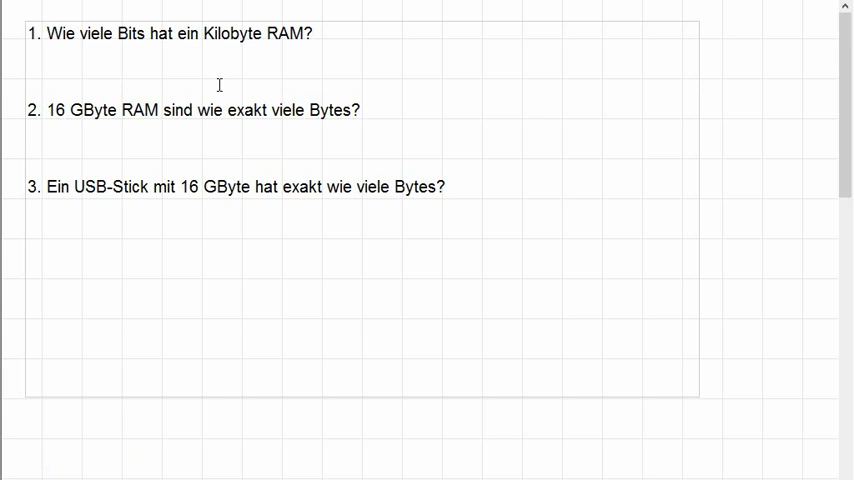 1. Wie viele Bits hat ein Kilobyte RAM?
2. 16 GByte RAM sind wie exakt viele Bytes?
3. Ein USB-Stick mit 16 GByte hat exakt wie viele Bytes?